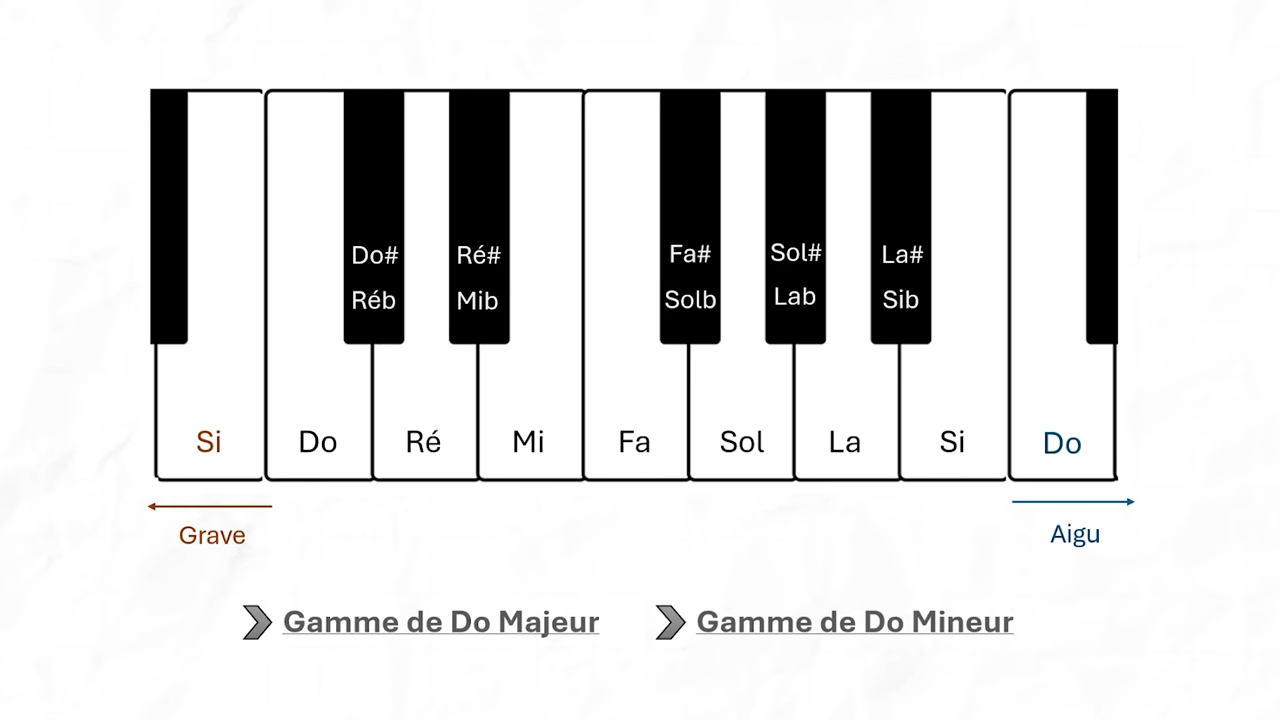 Do# Ré# Fa# Sol# La#
Réb Mib Solb Lab Sib
Si Do Ré Mi Fa Sol La Si Do
Grave Aigu
Gamme de Do Majeur Gamme de Do Mineur